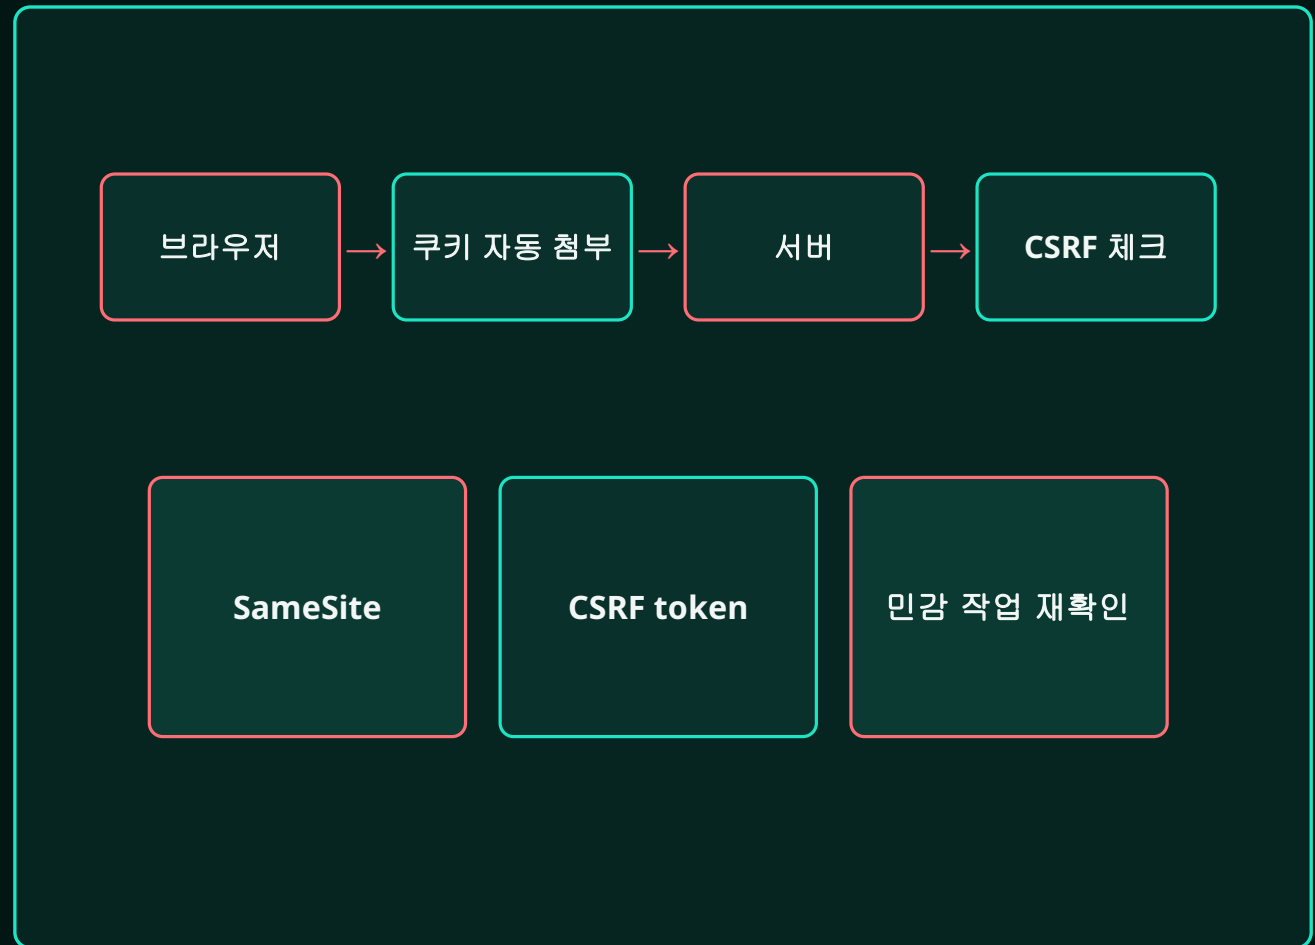 브라우저 → 쿠키 자동 첨부 → 서버 → CSRF 체크
SameSite
CSRF token
민감 작업 재확인